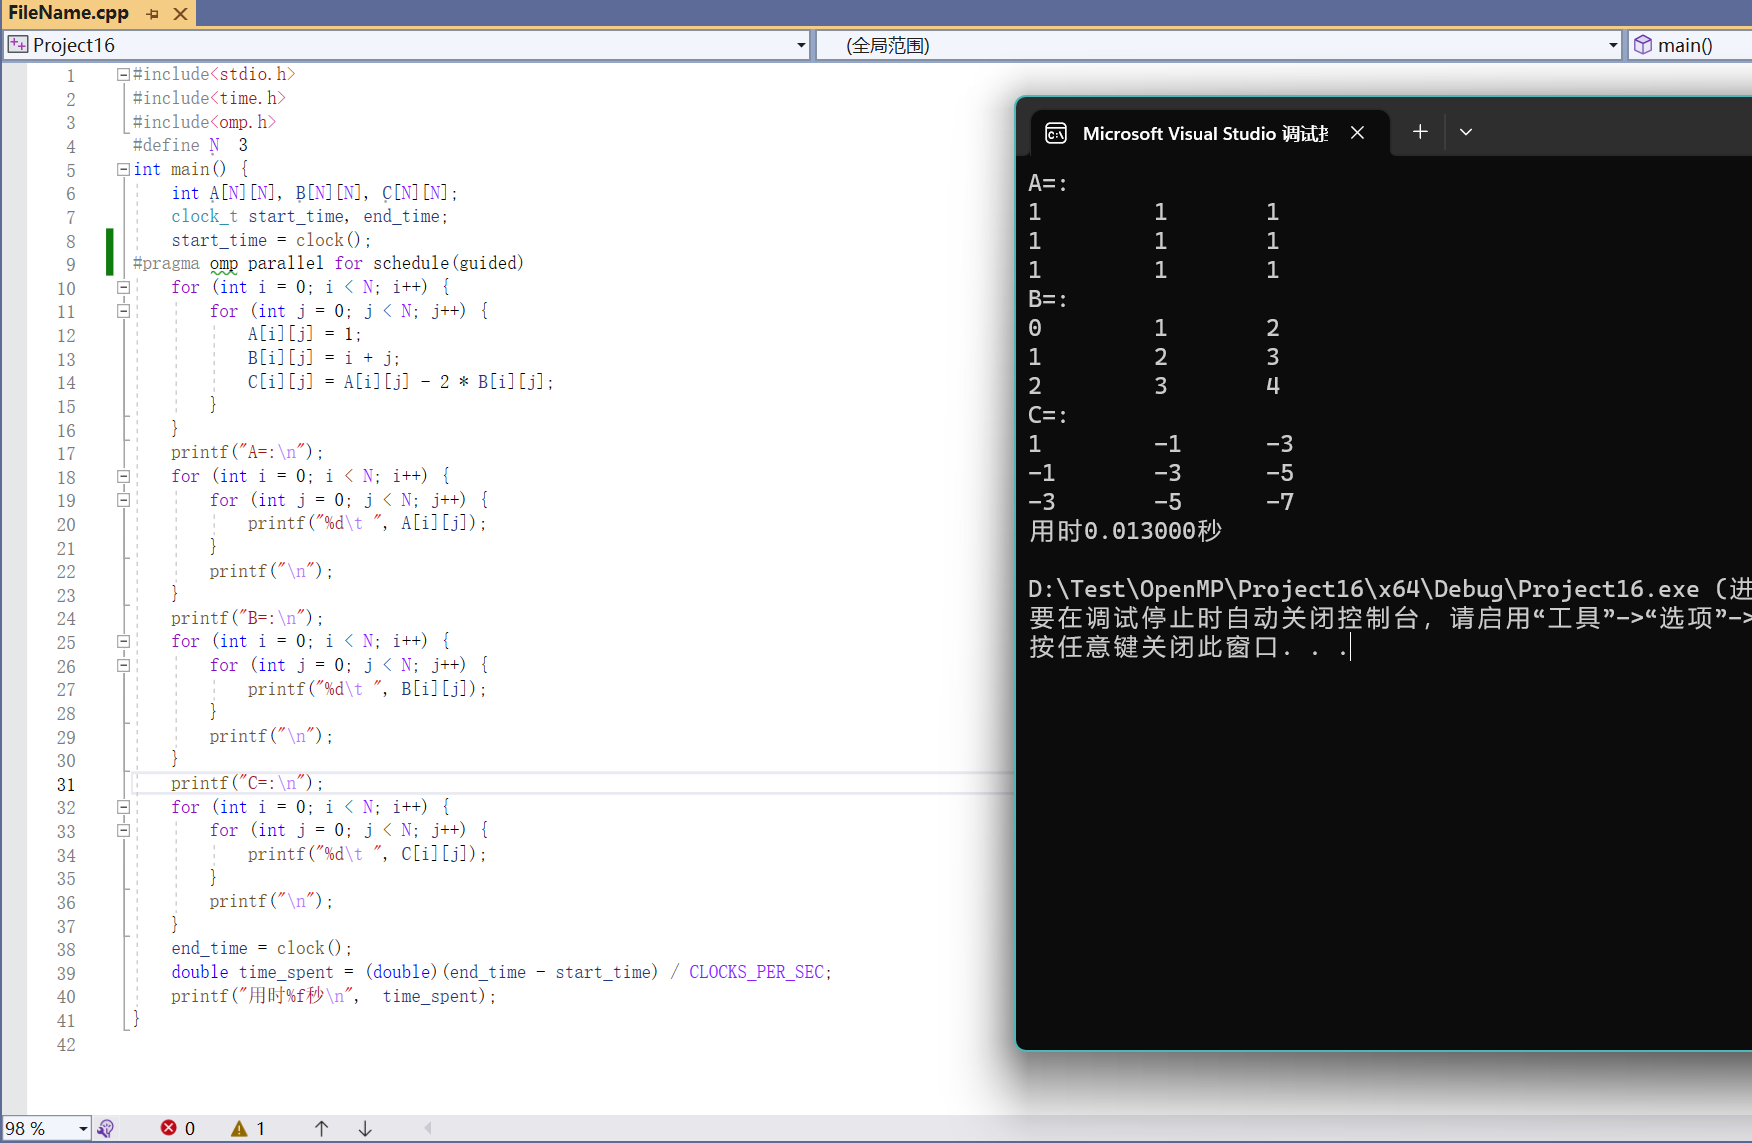 FileName.cpp
Project16
(全局范围)
main()
1 #include<stdio.h>
2 #include<time.h>
3 #include<omp.h>
4 #define N  3
5 int main() {
6     int A[N][N], B[N][N], C[N][N];
7     clock_t start_time, end_time;
8     start_time = clock();
9 #pragma omp parallel for schedule(guided)
10     for (int i = 0; i < N; i++) {
11         for (int j = 0; j < N; j++) {
12             A[i][j] = 1;
13             B[i][j] = i + j;
14             C[i][j] = A[i][j] - 2 * B[i][j];
15         }
16     }
17     printf("A=:\n");
18     for (int i = 0; i < N; i++) {
19         for (int j = 0; j < N; j++) {
20             printf("%d\t ", A[i][j]);
21         }
22         printf("\n");
23     }
24     printf("B=:\n");
25     for (int i = 0; i < N; i++) {
26         for (int j = 0; j < N; j++) {
27             printf("%d\t ", B[i][j]);
28         }
29         printf("\n");
30     }
31     printf("C=:\n");
32     for (int i = 0; i < N; i++) {
33         for (int j = 0; j < N; j++) {
34             printf("%d\t ", C[i][j]);
35         }
36         printf("\n");
37     }
38     end_time = clock();
39     double time_spent = (double)(end_time - start_time) / CLOCKS_PER_SEC;
40     printf("用时%f秒\n",  time_spent);
41 }
42
Microsoft Visual Studio 调试
A=:
1 1 1
1 1 1
1 1 1
B=:
0 1 2
1 2 3
2 3 4
C=:
1 -1 -3
-1 -3 -5
-3 -5 -7
用时0.013000秒
D:\Test\OpenMP\Project16\x64\Debug\Project16.exe (进
要在调试停止时自动关闭控制台，请启用“工具”->“选项”->
按任意键关闭此窗口. . .
98 %
0
1